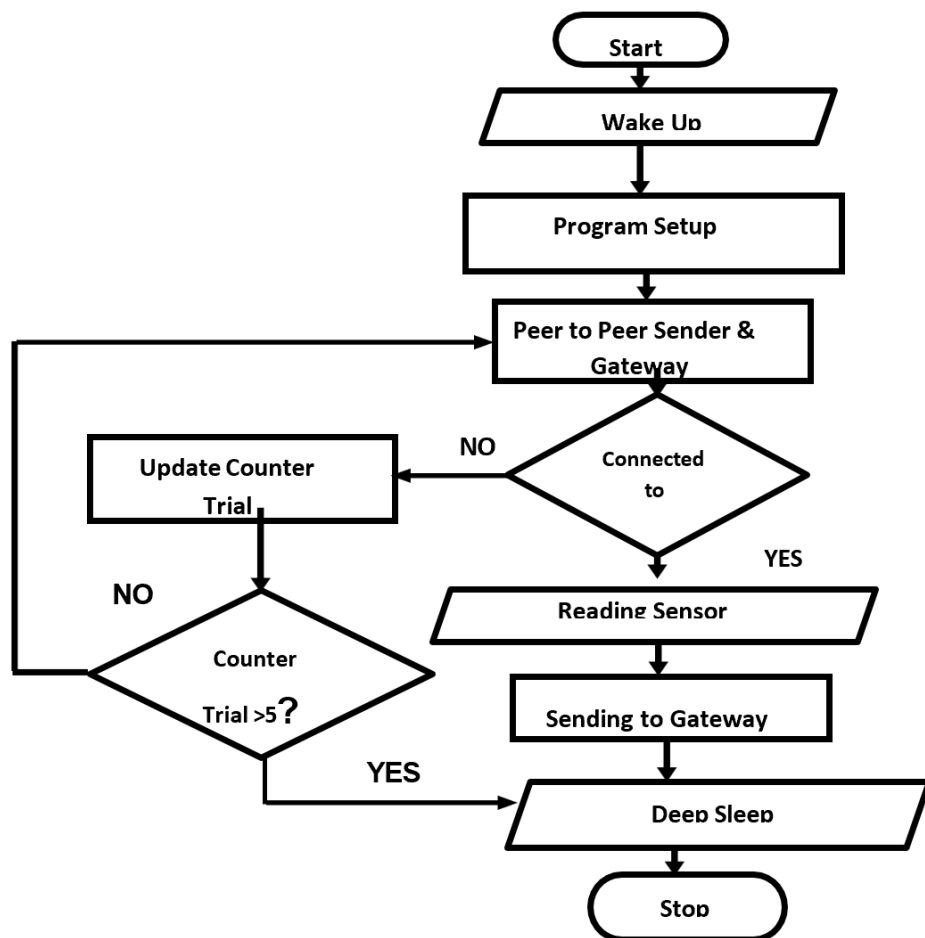 Start
Wake Up
Program Setup
Peer to Peer Sender &
Gateway
NO
Connected
to
Update Counter
Trial
YES
NO
Reading Sensor
Counter
Trial >5?
Sending to Gateway
YES
Deep Sleep
Stop